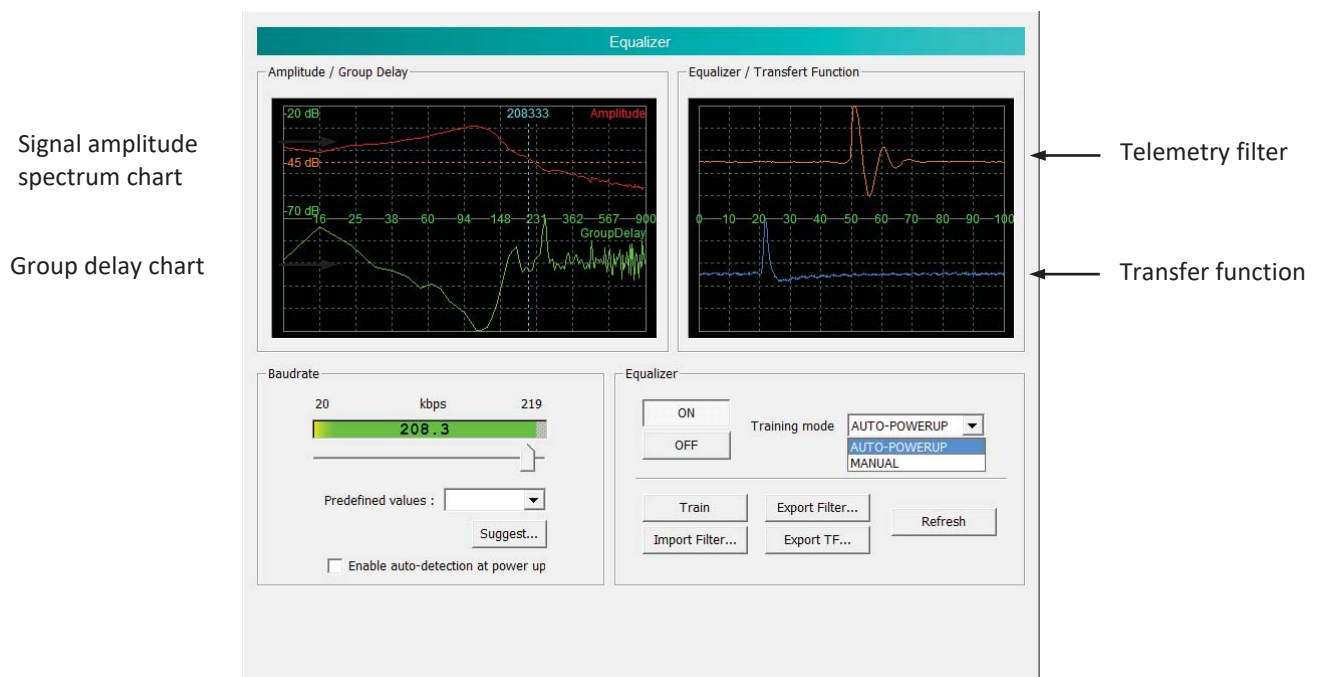 Equalizer
Amplitude / Group Delay
Equalizer / Transfert Function
-20 dB
208333
Amplitude
-45 dB
-70 dB
16 25 38 60 94 148 231 362 567 900
GroupDelay
0 10 20 30 40 50 60 70 80 90 100
Signal amplitude
spectrum chart
Group delay chart
Telemetry filter
Transfer function
Baudrate
20 kbps 219
208.3
Predefined values :
Suggest...
Enable auto-detection at power up
Equalizer
ON
OFF
Training mode
AUTO-POWERUP
AUTO-POWERUP
MANUAL
Train
Export Filter...
Refresh
Import Filter...
Export TF...